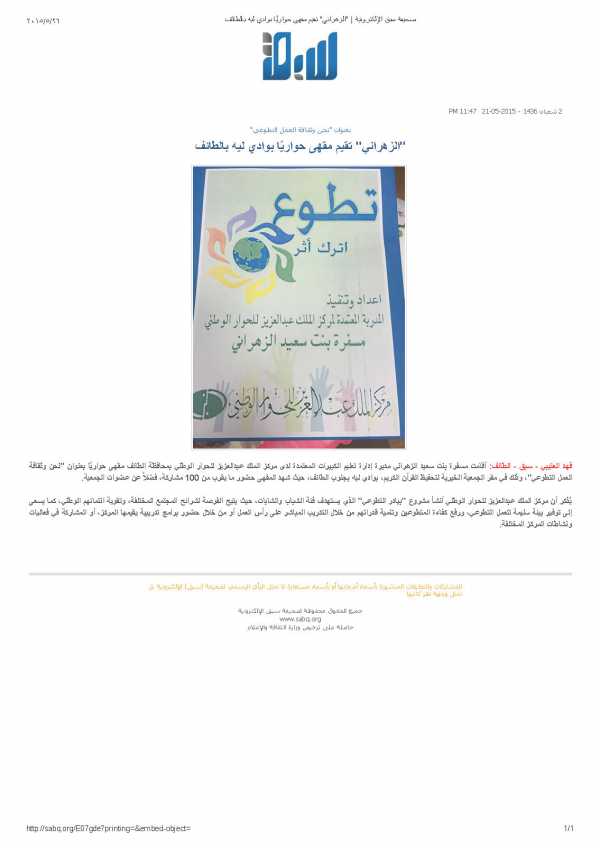 ٢٠١٥/٥/٢٦
صحيفة سبق الإلكترونية | "الزهراني" تقيم مقهى حواريًا بوادي ليه بالطائف
سبق
2 شعبان 1436 - 2015-05-21 11:47 PM
بعنوان "نحن وثقافة العمل التطوعي"
"الزهراني" تقيم مقهى حواريًا بوادي ليه بالطائف
تطوع
اترك أثر
اعداد وتنفيذ
المدربة المعتمدة لمركز الملك عبدالعزيز للحوار الوطني
مسفرة بنت سعيد الزهراني
مركز الملك عبدالعزيز للحوار الوطني
فهد العتيبي - سبق - الطائف: أقامت مسفرة بنت سعيد الزهراني مديرة إدارة تعليم الكبيرات المعتمدة لدى مركز الملك عبدالعزيز للحوار الوطني بمحافظة الطائف مقهى حواريًا بعنوان "نحن وثقافة
العمل التطوعي"، وذلك في مقر الجمعية الخيرية لتحفيظ القرآن الكريم، بوادي ليه بجنوب الطائف، حيث شهد المقهى حضور ما يقرب من 100 مشاركة، فضلاً عن عضوات الجمعية.
يُذكر أن مركز الملك عبدالعزيز للحوار الوطني أنشأ مشروع "بيادر التطوعي" الذي يستهدف فئة الشباب والشابات، حيث يتيح الفرصة لشرائح المجتمع المختلفة، وتقوية انتمائهم الوطني، كما يسعى
إلى توفير بيئة سليمة للعمل التطوعي، ورفع كفاءة المتطوعين وتنمية قدراتهم من خلال التدريب المباشر على رأس العمل أو من خلال حضور برامج تدريبية يقيمها المركز، أو المشاركة في فعاليات
ونشاطات المركز المختلفة.
المشاركات والتعليقات المنشورة بأسماء أصحابها أو بأسماء مستعارة لا تمثل الرأي الرسمي لصحيفة (سبق) الإلكترونية بل
تمثل وجهة نظر كاتبها
جميع الحقوق محفوظة لصحيفة سبق الإلكترونية
www.sabq.org
حاصلة على ترخيص وزارة الثقافة والإعلام
http://sabq.org/E07gde?printing=&embed-object=
1/1